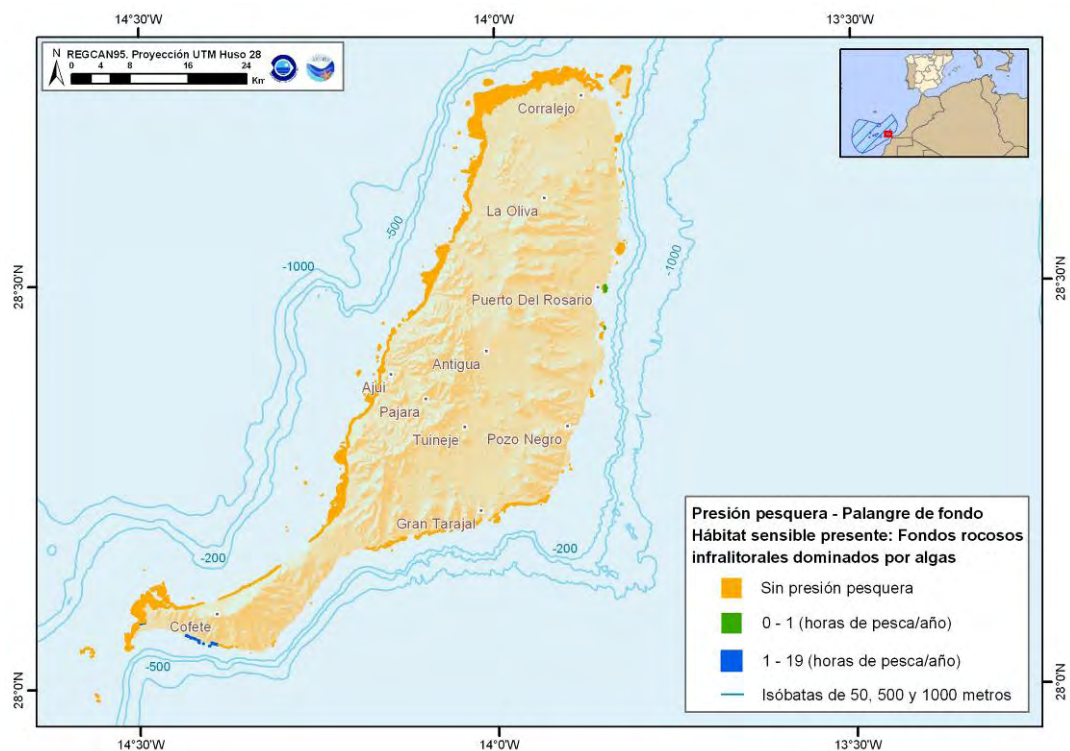 14°30'W
14°0'W
13°30'W
N
REGCAN95. Proyección UTM Huso 28
0 4 8 16 24
Km
Corralejo
La Oliva
-500
-1000
-1000
28°30'N
28°30'N
Puerto Del Rosario
Antigua
Ajui
Pajara
Tuineje
Pozo Negro
Gran Tarajal
-200
-200
Cofete
-500
28°0'N
28°0'N
Presión pesquera - Palangre de fondo
Hábitat sensible presente: Fondos rocosos
infralitorales dominados por algas
Sin presión pesquera
0 - 1 (horas de pesca/año)
1 - 19 (horas de pesca/año)
Isóbatas de 50, 500 y 1000 metros
14°30'W
14°0'W
13°30'W